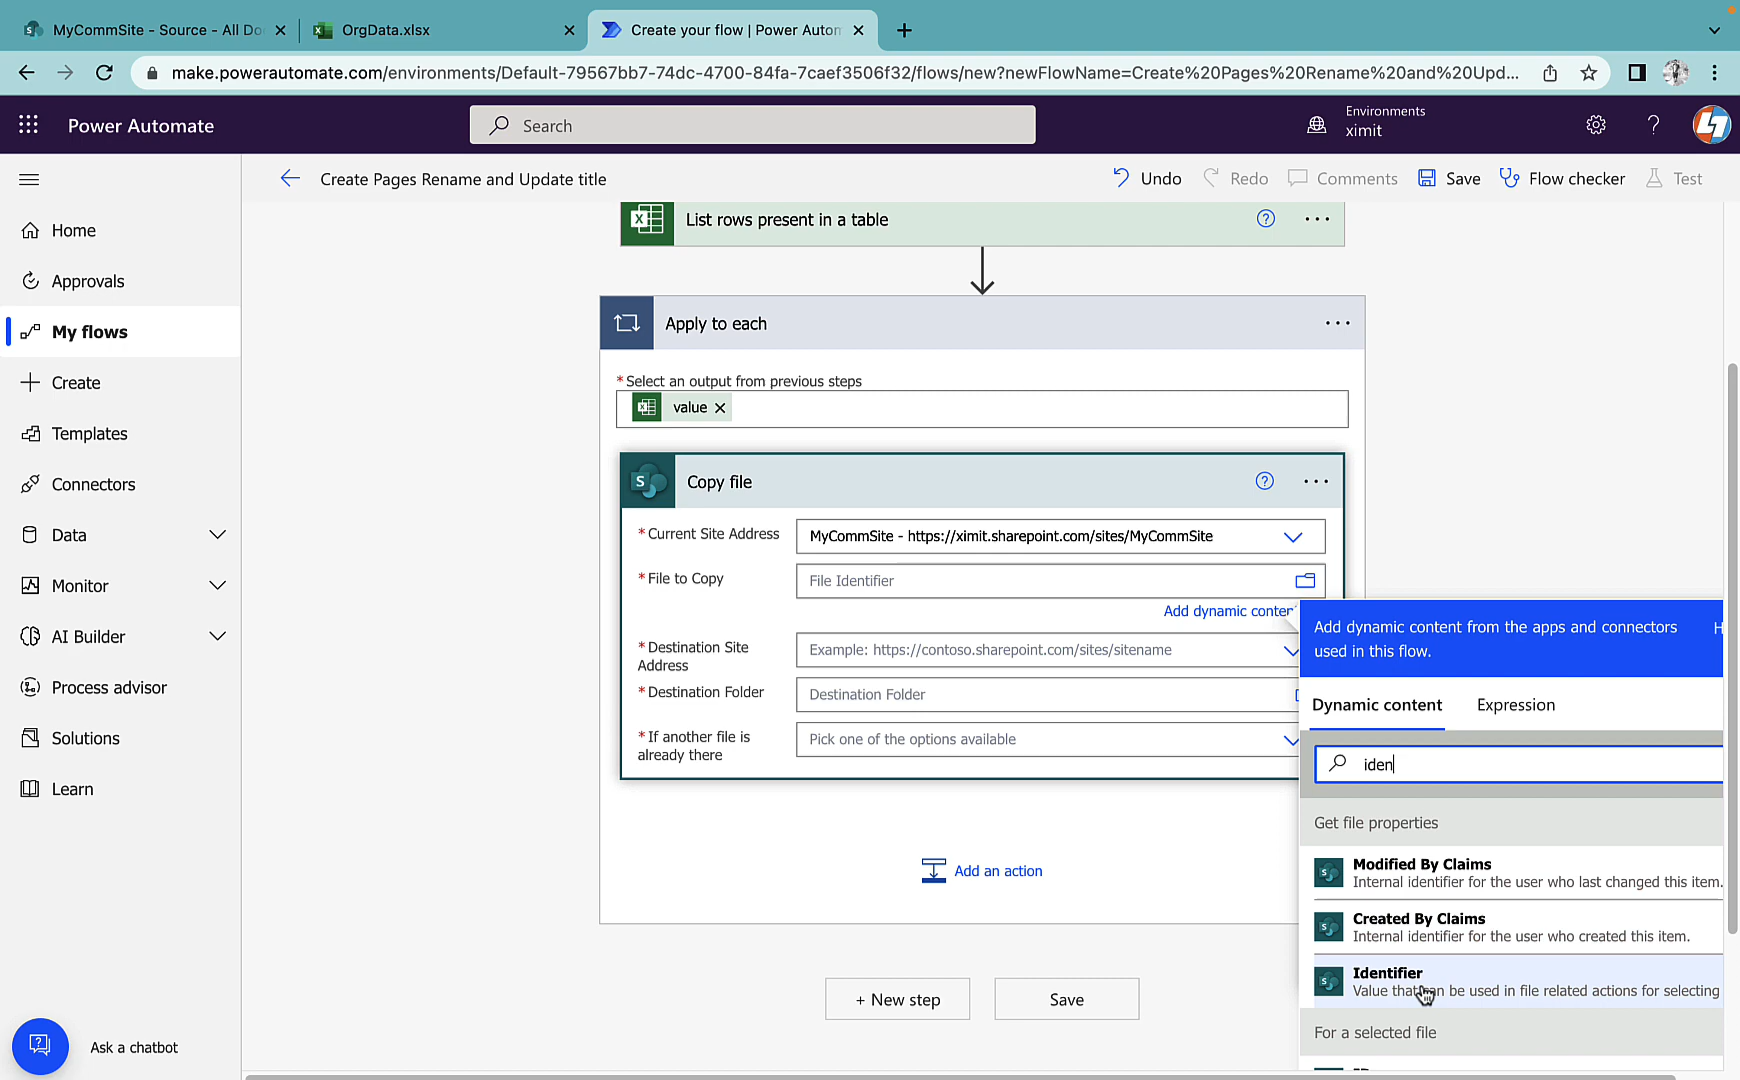 MyCommSite - Source - All Do
OrgData.xlsx
Create your flow | Power Autom
make.powerautomate.com/environments/Default-79567bb7-74dc-4700-84fa-7caef3506f32/flows/new?newFlowName=Create%20Pages%20Rename%20and%20Upd...
Power Automate
Search
Environments
ximit
Create Pages Rename and Update title
Undo
Redo
Comments
Save
Flow checker
Test
Home
Approvals
My flows
Create
Templates
Connectors
Data
Monitor
AI Builder
Process advisor
Solutions
Learn
Ask a chatbot
List rows present in a table
Apply to each
* Select an output from previous steps
value
Copy file
* Current Site Address
MyCommSite - https://ximit.sharepoint.com/sites/MyCommSite
* File to Copy
File Identifier
Add dynamic conten
* Destination Site
Address
Example: https://contoso.sharepoint.com/sites/sitename
* Destination Folder
Destination Folder
* If another file is
already there
Pick one of the options available
Add an action
+ New step
Save
Add dynamic content from the apps and connectors
used in this flow.
H
Dynamic content
Expression
iden
Get file properties
Modified By Claims
Internal identifier for the user who last changed this item.
Created By Claims
Internal identifier for the user who created this item.
Identifier
Value that can be used in file related actions for selecting
For a selected file